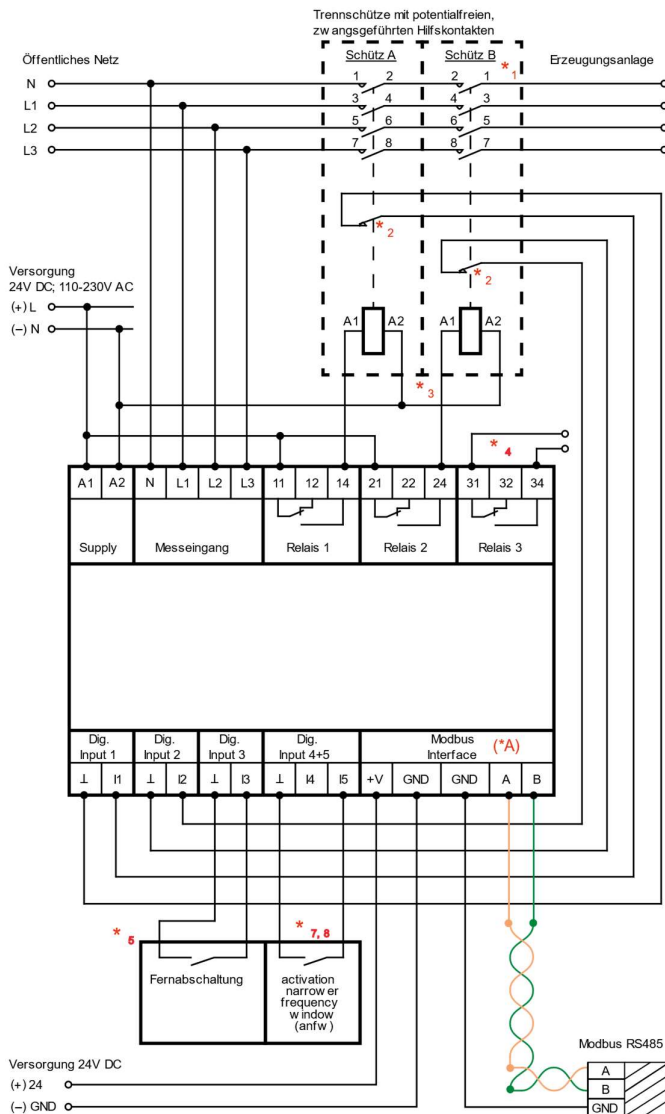 Trennschütze mit potentialfreien,
zwangsgeführten Hilfskontakten
Öffentliches Netz
Schütz A
Schütz B
Erzeugungsanlage
N
1 2
2 1
* 1
L1
3 4
4 3
L2
5 6
6 5
L3
7 8
8 7
* 2
* 2
Versorgung
24V DC; 110-230V AC
(+) L
(–) N
A1 A2
A1 A2
* 3
* 4
A1 A2 N L1 L2 L3 11 12 14 21 22 24 31 32 34
Supply
Messeingang
Relais 1
Relais 2
Relais 3
Dig.
Input 1
Dig.
Input 2
Dig.
Input 3
Dig.
Input 4+5
Modbus
Interface
(*A)
⊥ I1 ⊥ I2 ⊥ I3 ⊥ I4 I5 +V GND GND A B
* 5
* 7, 8
Fernabschaltung
activation
narrower
frequency
window
(anfw)
Versorgung 24V DC
(+) 24
(–) GND
Modbus RS485
A
B
GND